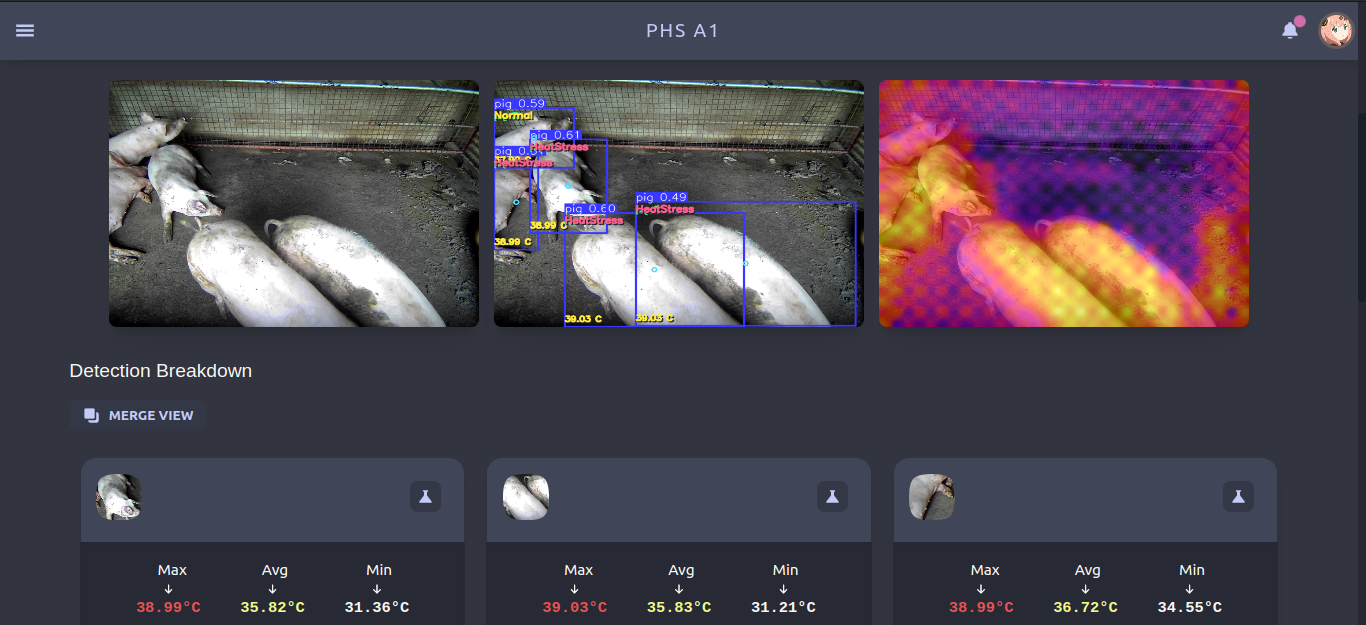 PHS A1
pig 0.59
Normal
pig 0.61
HeatStress
HeatStress
38.99 C
38.99 C
pig 0.60
HeatStress
39.03 C
pig 0.49
HeatStress
39.03 C
Detection Breakdown
MERGE VIEW
Max Avg Min
↓ ↓ ↓
38.99°C 35.82°C 31.36°C
Max Avg Min
↓ ↓ ↓
39.03°C 35.83°C 31.21°C
Max Avg Min
↓ ↓ ↓
38.99°C 36.72°C 34.55°C